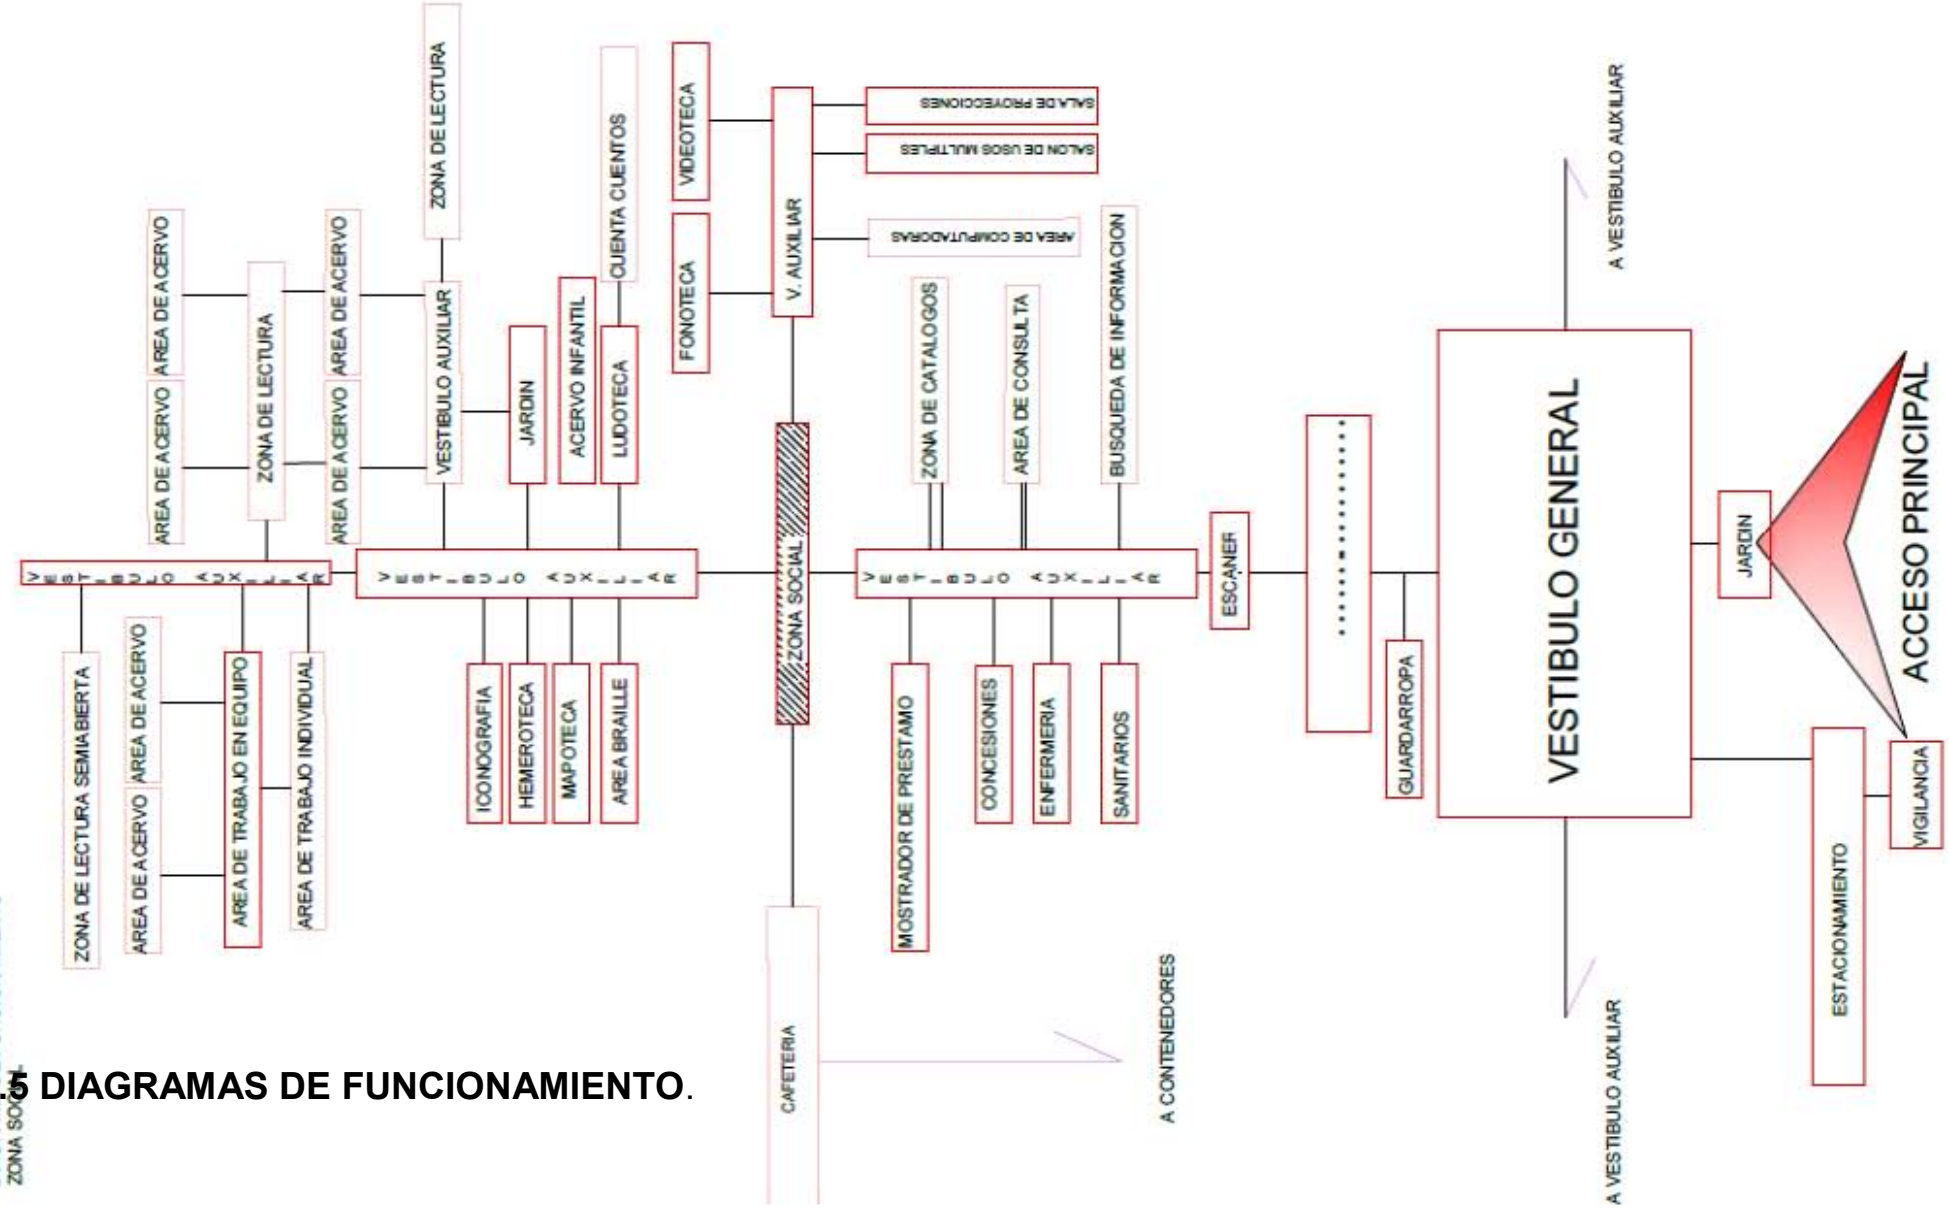 ZONA SOCIAL
.5 DIAGRAMAS DE FUNCIONAMIENTO.
ZONA DE LECTURA SEMIABIERTA
VESTIBULO AUXILIAR
AREA DE ACERVO
AREA DE ACERVO
AREA DE TRABAJO EN EQUIPO
AREA DE TRABAJO INDIVIDUAL
AREA DE ACERVO
AREA DE ACERVO
ZONA DE LECTURA
AREA DE ACERVO
AREA DE ACERVO
VESTIBULO AUXILIAR
ZONA DE LECTURA
VESTIBULO AUXILIAR
ICONOGRAFIA
HEMEROTECA
JARDIN
MAPOTECA
ACERVO INFANTIL
AREA BRAILE
LUDOTECA
CUENTA CUENTOS
FONOTECA
VIDEOTECA
CAFETERIA
ZONA SOCIAL
V. AUXILIAR
SALA DE PROYECCIONES
SALON DE USOS MULTIPLES
AREA DE COMPUTADORAS
VESTIBULO AUXILIAR
MOSTRADOR DE PRESTAMO
ZONA DE CATALOGOS
CONCESIONES
AREA DE CONSULTA
ENFERMERIA
SANITARIOS
BUSQUEDA DE INFORMACION
A CONTENEDORES
ESCANER
GUARDARROPA
VESTIBULO GENERAL
A VESTIBULO AUXILIAR
A VESTIBULO AUXILIAR
JARDIN
ESTACIONAMIENTO
VIGILANCIA
ACCESO PRINCIPAL